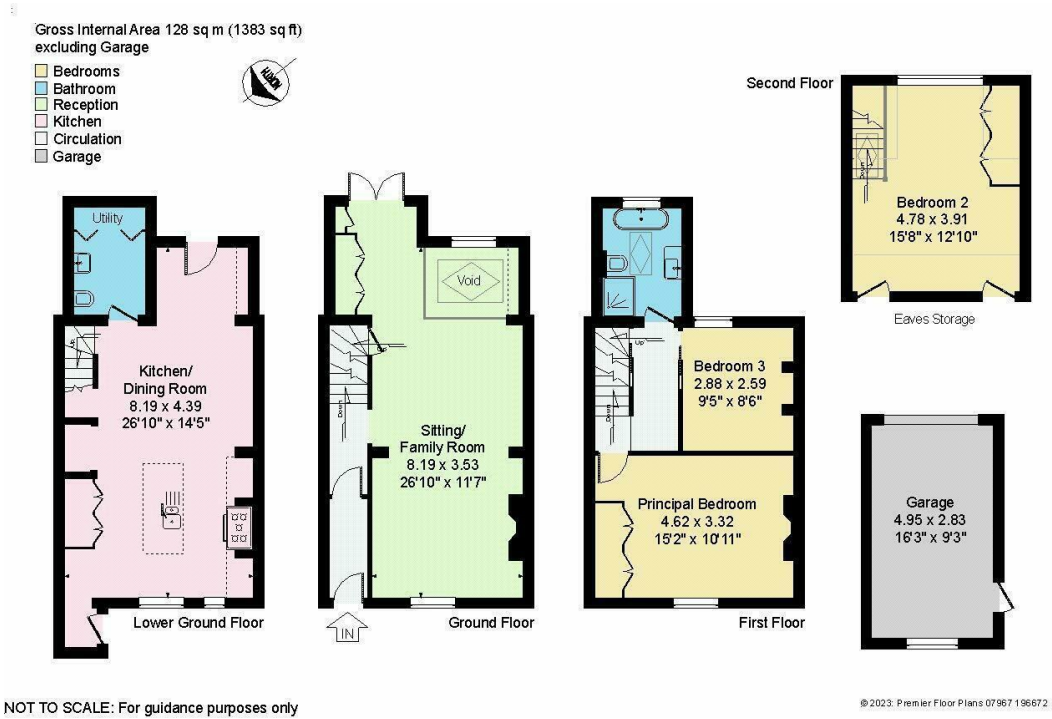 Gross Internal Area 128 sq m (1383 sq ft)
excluding Garage
Bedrooms
Bathroom
Reception
Kitchen
Circulation
Garage
NORTH
Utility
Up
Kitchen/
Dining Room
8.19 x 4.39
26'10" x 14'5"
Lower Ground Floor
Void
Up
Down
Sitting/
Family Room
8.19 x 3.53
26'10" x 11'7"
IN
Ground Floor
Up
Down
Bedroom 3
2.88 x 2.59
9'5" x 8'6"
Principal Bedroom
4.62 x 3.32
15'2" x 10'11"
First Floor
Second Floor
Down
Bedroom 2
4.78 x 3.91
15'8" x 12'10"
Eaves Storage
Garage
4.95 x 2.83
16'3" x 9'3"
NOT TO SCALE: For guidance purposes only
© 2023: Premier Floor Plans 07967 196672